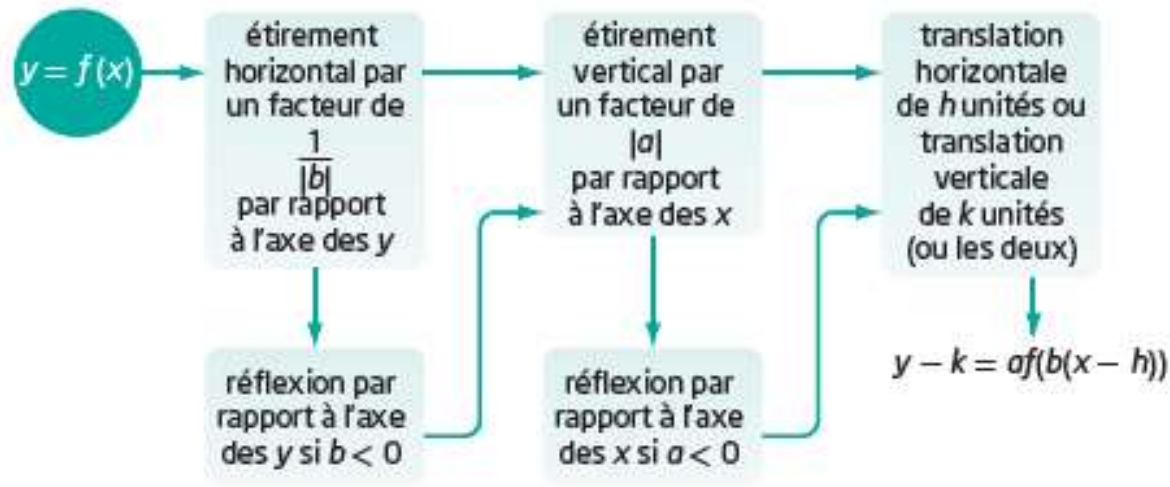 y = f(x)
étirement
horizontal par
un facteur de
1
|b|
par rapport
à l'axe des y
réflexion par
rapport à l'axe
des y si b < 0
étirement
vertical par
un facteur de
|a|
par rapport
à l'axe des x
réflexion par
rapport à l'axe
des x si a < 0
translation
horizontale
de h unités ou
translation
verticale
de k unités
(ou les deux)
y − k = af(b(x − h))